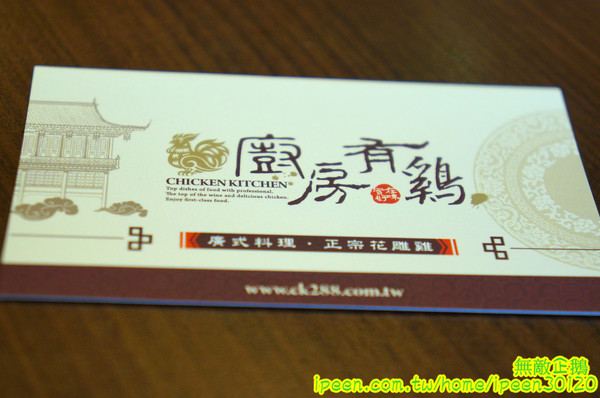 廚房有鷄
CHICKEN KITCHEN
Top dishes of food with professional.
The top of the wine and delicious chicken.
Enjoy first-class food.
廣式料理・正宗花雕雞
www.ck288.com.tw
無敵企鵝
ipeen.com.tw/home/ipeen30120